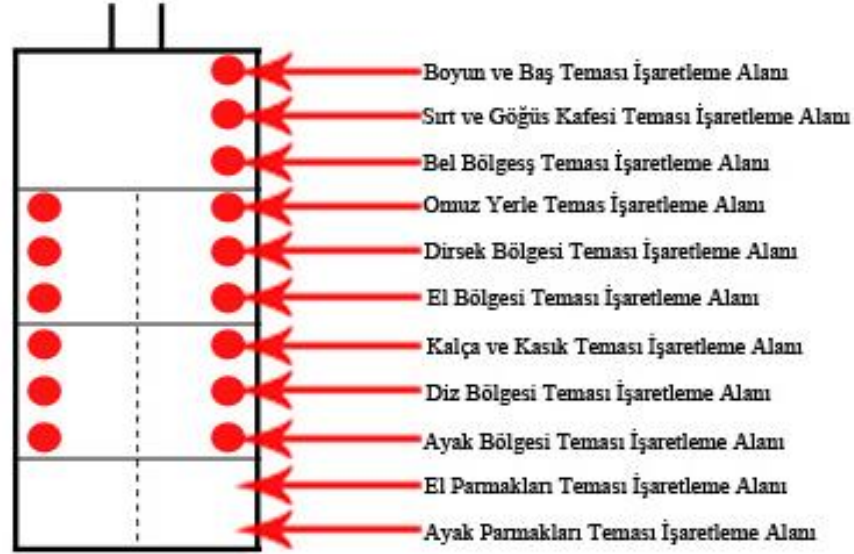 Boyun ve Baş Teması İşaretleme Alanı
Sırt ve Göğüs Kafesi Teması İşaretleme Alanı
Bel Bölgesş Teması İşaretleme Alanı
Omuz Yerle Temas İşaretleme Alanı
Dirsek Bölgesi Teması İşaretleme Alanı
El Bölgesi Teması İşaretleme Alanı
Kalça ve Kasık Teması İşaretleme Alanı
Diz Bölgesi Teması İşaretleme Alanı
Ayak Bölgesi Teması İşaretleme Alanı
El Parmakları Teması İşaretleme Alanı
Ayak Parmakları Teması İşaretleme Alanı